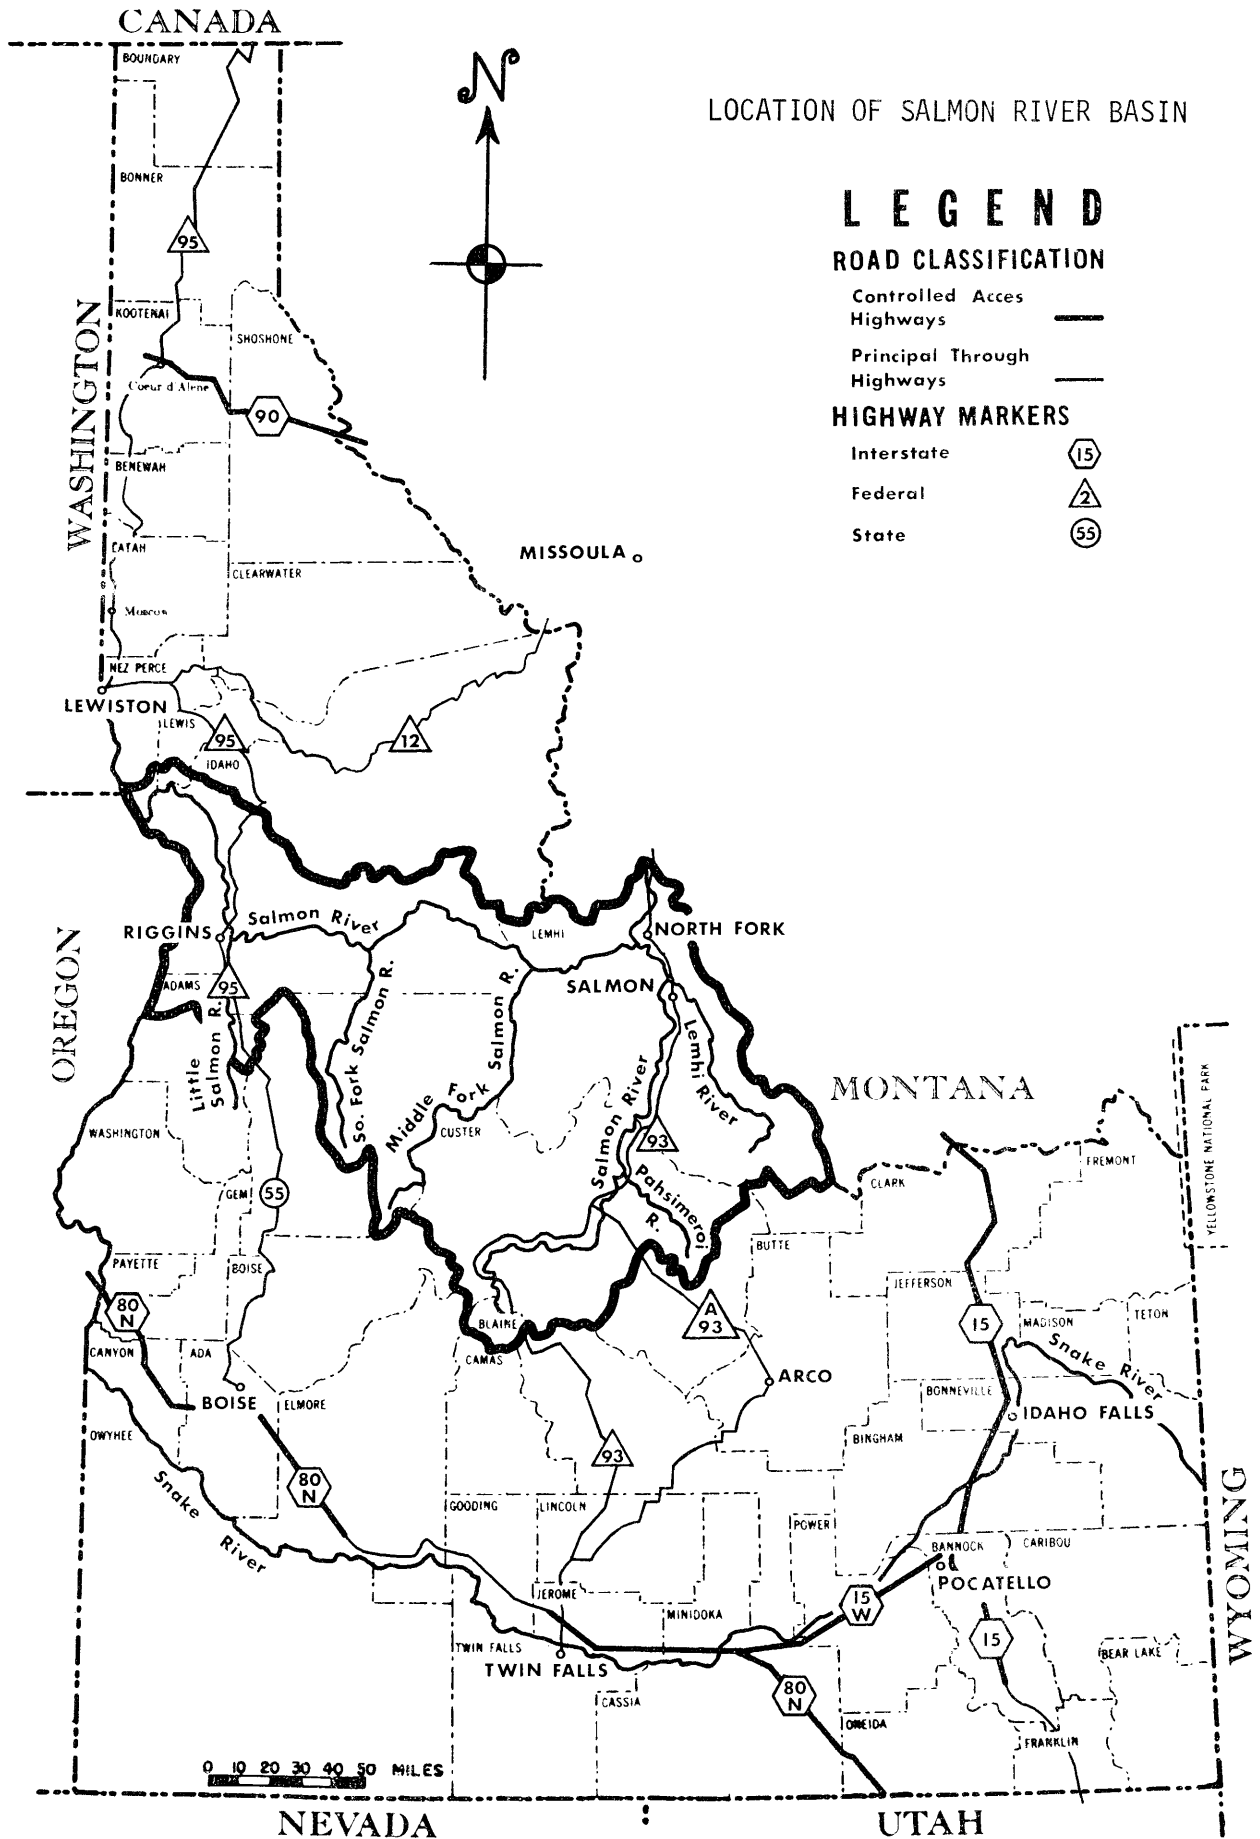 CANADA
BOUNDARY
N
LOCATION OF SALMON RIVER BASIN
BONNER
LEGEND
ROAD CLASSIFICATION
Controlled Acces
Highways
Principal Through
Highways
HIGHWAY MARKERS
Interstate 15
Federal 2
State 55
95
KOOTENAI
SHOSHONE
WASHINGTON
Coeur d'Alene
90
BENEWAH
LATAH
CLEARWATER
MISSOULA
Moscow
NEZ PERCE
LEWISTON
LEWIS
95
12
IDAHO
Salmon River
RIGGINS
LEMHI
NORTH FORK
OREGON
ADAMS
95
SALMON
Little
Salmon R.
So. Fork Salmon R.
Middle Fork Salmon R.
Salmon River
Lemhi River
MONTANA
YELLOWSTONE NATIONAL PARK
WASHINGTON
CUSTER
93
FREMONT
CLARK
GEM
55
Pahsimeroi
R.
BUTTE
PAYETTE
BOISE
JEFFERSON
80
N
BLAINE
A
93
15
MADISON
TETON
CANYON
ADA
CAMAS
Snake River
ARCO
BONNEVILLE
BOISE
ELMORE
IDAHO FALLS
OWYHEE
BINGHAM
93
Snake River
80
N
GOODING
LINCOLN
POWER
BANNOCK
CARIBOU
WYOMING
POCATELLO
JEROME
15
W
MINIDOKA
15
TWIN FALLS
TWIN FALLS
BEAR LAKE
CASSIA
80
N
ONEIDA
FRANKLIN
0 10 20 30 40 50 MILES
NEVADA
UTAH